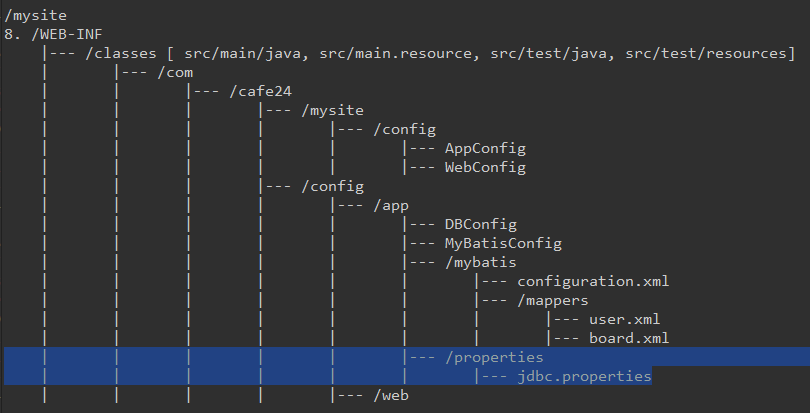 /mysite
8. /WEB-INF
    |--- /classes [ src/main/java, src/main.resource, src/test/java, src/test/resources]
    |       |--- /com
    |       |       |--- /cafe24
    |       |       |       |--- /mysite
    |       |       |       |       |--- /config
    |       |       |       |       |       |--- AppConfig
    |       |       |       |       |       |--- WebConfig
    |       |       |       |--- /config
    |       |       |       |       |--- /app
    |       |       |       |       |       |--- DBConfig
    |       |       |       |       |       |--- MyBatisConfig
    |       |       |       |       |       |--- /mybatis
    |       |       |       |       |       |       |--- configuration.xml
    |       |       |       |       |       |       |--- /mappers
    |       |       |       |       |       |       |       |--- user.xml
    |       |       |       |       |       |       |       |--- board.xml
    |       |       |       |       |       |--- /properties
    |       |       |       |       |       |       |--- jdbc.properties
    |       |       |       |       |--- /web